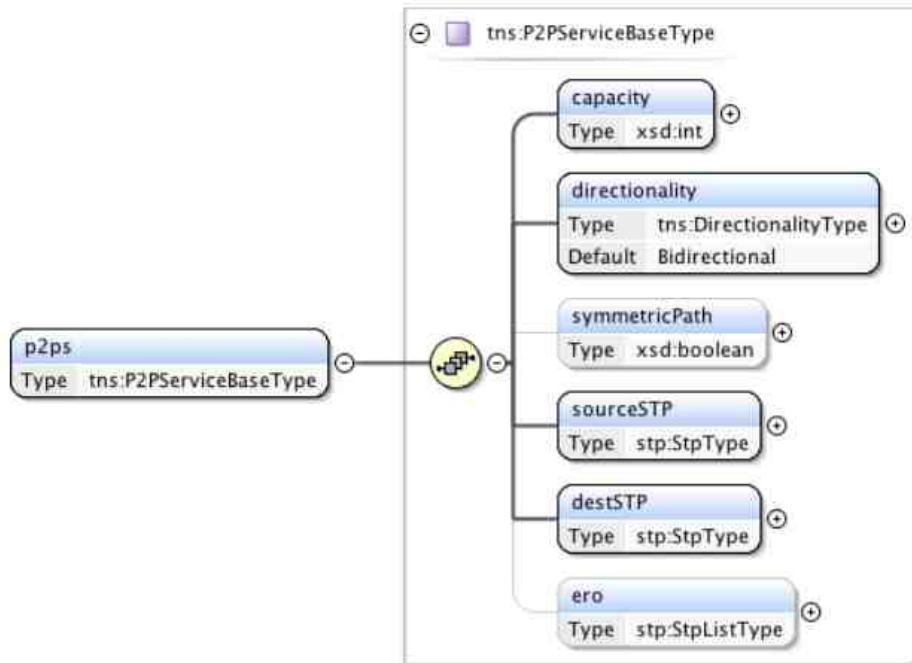 tns:P2PServiceBaseType
capacity
Type xsd:int
directionality
Type tns:DirectionalityType
Default Bidirectional
symmetricPath
Type xsd:boolean
p2ps
Type tns:P2PServiceBaseType
sourceSTP
Type stp:StpType
destSTP
Type stp:StpType
ero
Type stp:StpListType